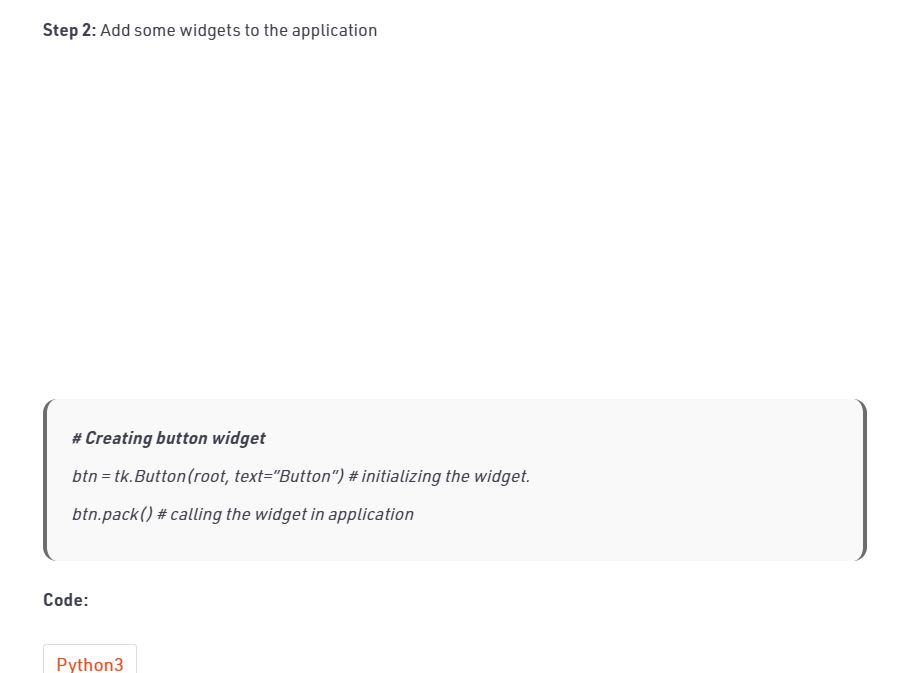 Step 2: Add some widgets to the application
# Creating button widget
btn = tk.Button(root, text=”Button”) # initializing the widget.
btn.pack() # calling the widget in application
Code:
Python3